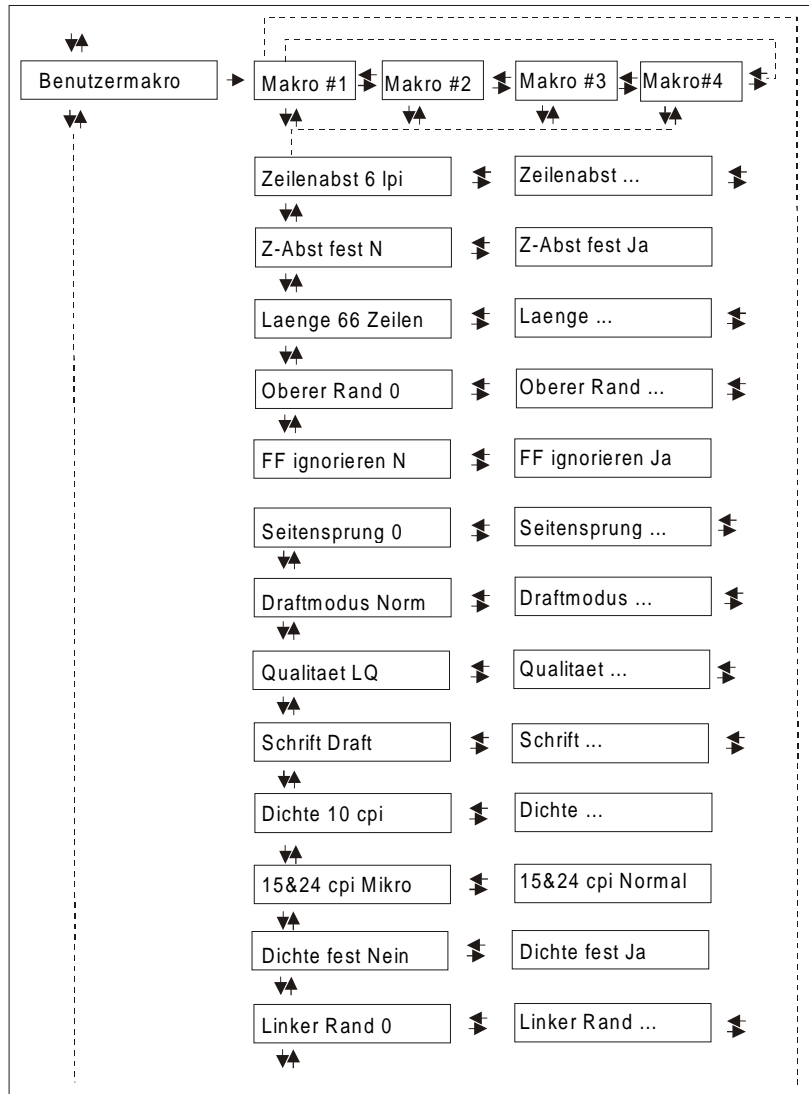 Benutzermakro
Makro #1
Makro #2
Makro #3
Makro#4
Zeilenabst 6 lpi
Zeilenabst ...
Z-Abst fest N
Z-Abst fest Ja
Laenge 66 Zeilen
Laenge ...
Oberer Rand 0
Oberer Rand ...
FF ignorieren N
FF ignorieren Ja
Seitensprung 0
Seitensprung ...
Draftmodus Norm
Draftmodus ...
Qualitaet LQ
Qualitaet ...
Schrift Draft
Schrift ...
Dichte 10 cpi
Dichte ...
15&24 cpi Mikro
15&24 cpi Normal
Dichte fest Nein
Dichte fest Ja
Linker Rand 0
Linker Rand ...